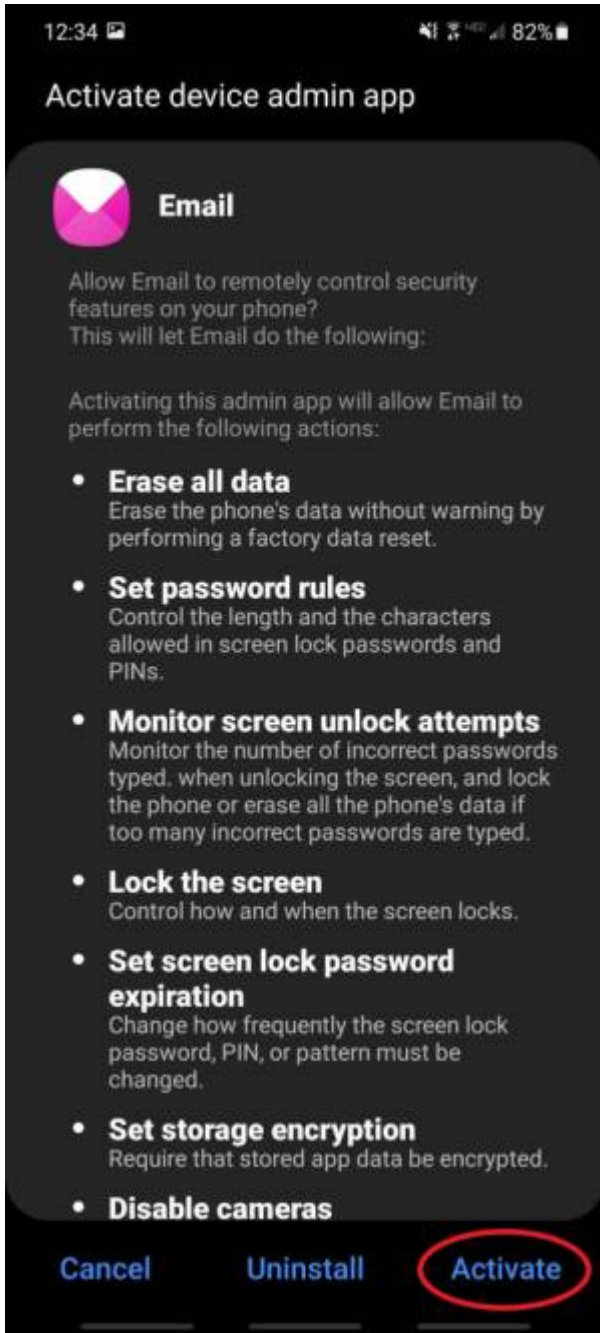 12:34 82%
Activate device admin app
Email
Allow Email to remotely control security
features on your phone?
This will let Email do the following:
Activating this admin app will allow Email to
perform the following actions:
• Erase all data
Erase the phone's data without warning by
performing a factory data reset.
• Set password rules
Control the length and the characters
allowed in screen lock passwords and
PINs.
• Monitor screen unlock attempts
Monitor the number of incorrect passwords
typed. when unlocking the screen, and lock
the phone or erase all the phone's data if
too many incorrect passwords are typed.
• Lock the screen
Control how and when the screen locks.
• Set screen lock password
expiration
Change how frequently the screen lock
password, PIN, or pattern must be
changed.
• Set storage encryption
Require that stored app data be encrypted.
• Disable cameras
Cancel Uninstall Activate